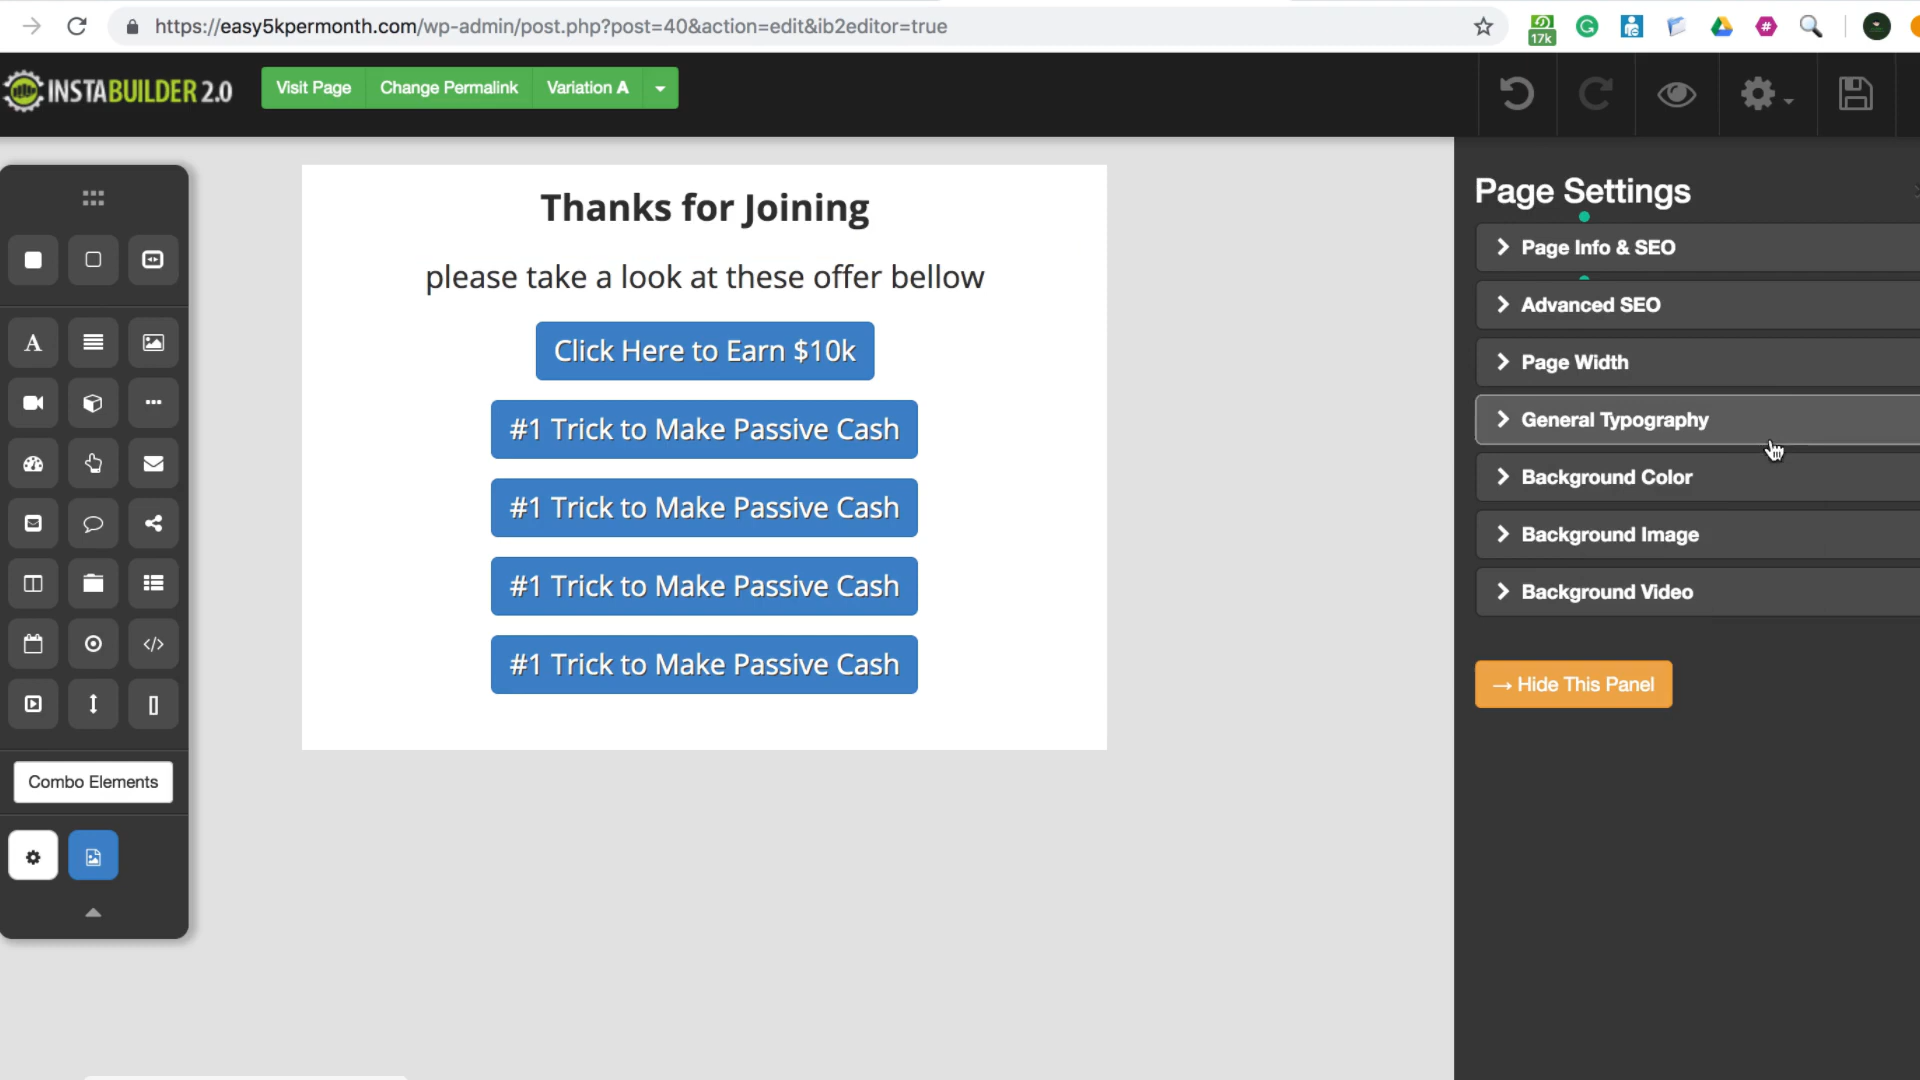 https://easy5kpermonth.com/wp-admin/post.php?post=40&action=edit&ib2editor=true
17k
INSTABUILDER 2.0
Visit Page
Change Permalink
Variation A
Thanks for Joining
please take a look at these offer bellow
Click Here to Earn $10k
#1 Trick to Make Passive Cash
#1 Trick to Make Passive Cash
#1 Trick to Make Passive Cash
#1 Trick to Make Passive Cash
Combo Elements
Page Settings
Page Info & SEO
Advanced SEO
Page Width
General Typography
Background Color
Background Image
Background Video
→ Hide This Panel